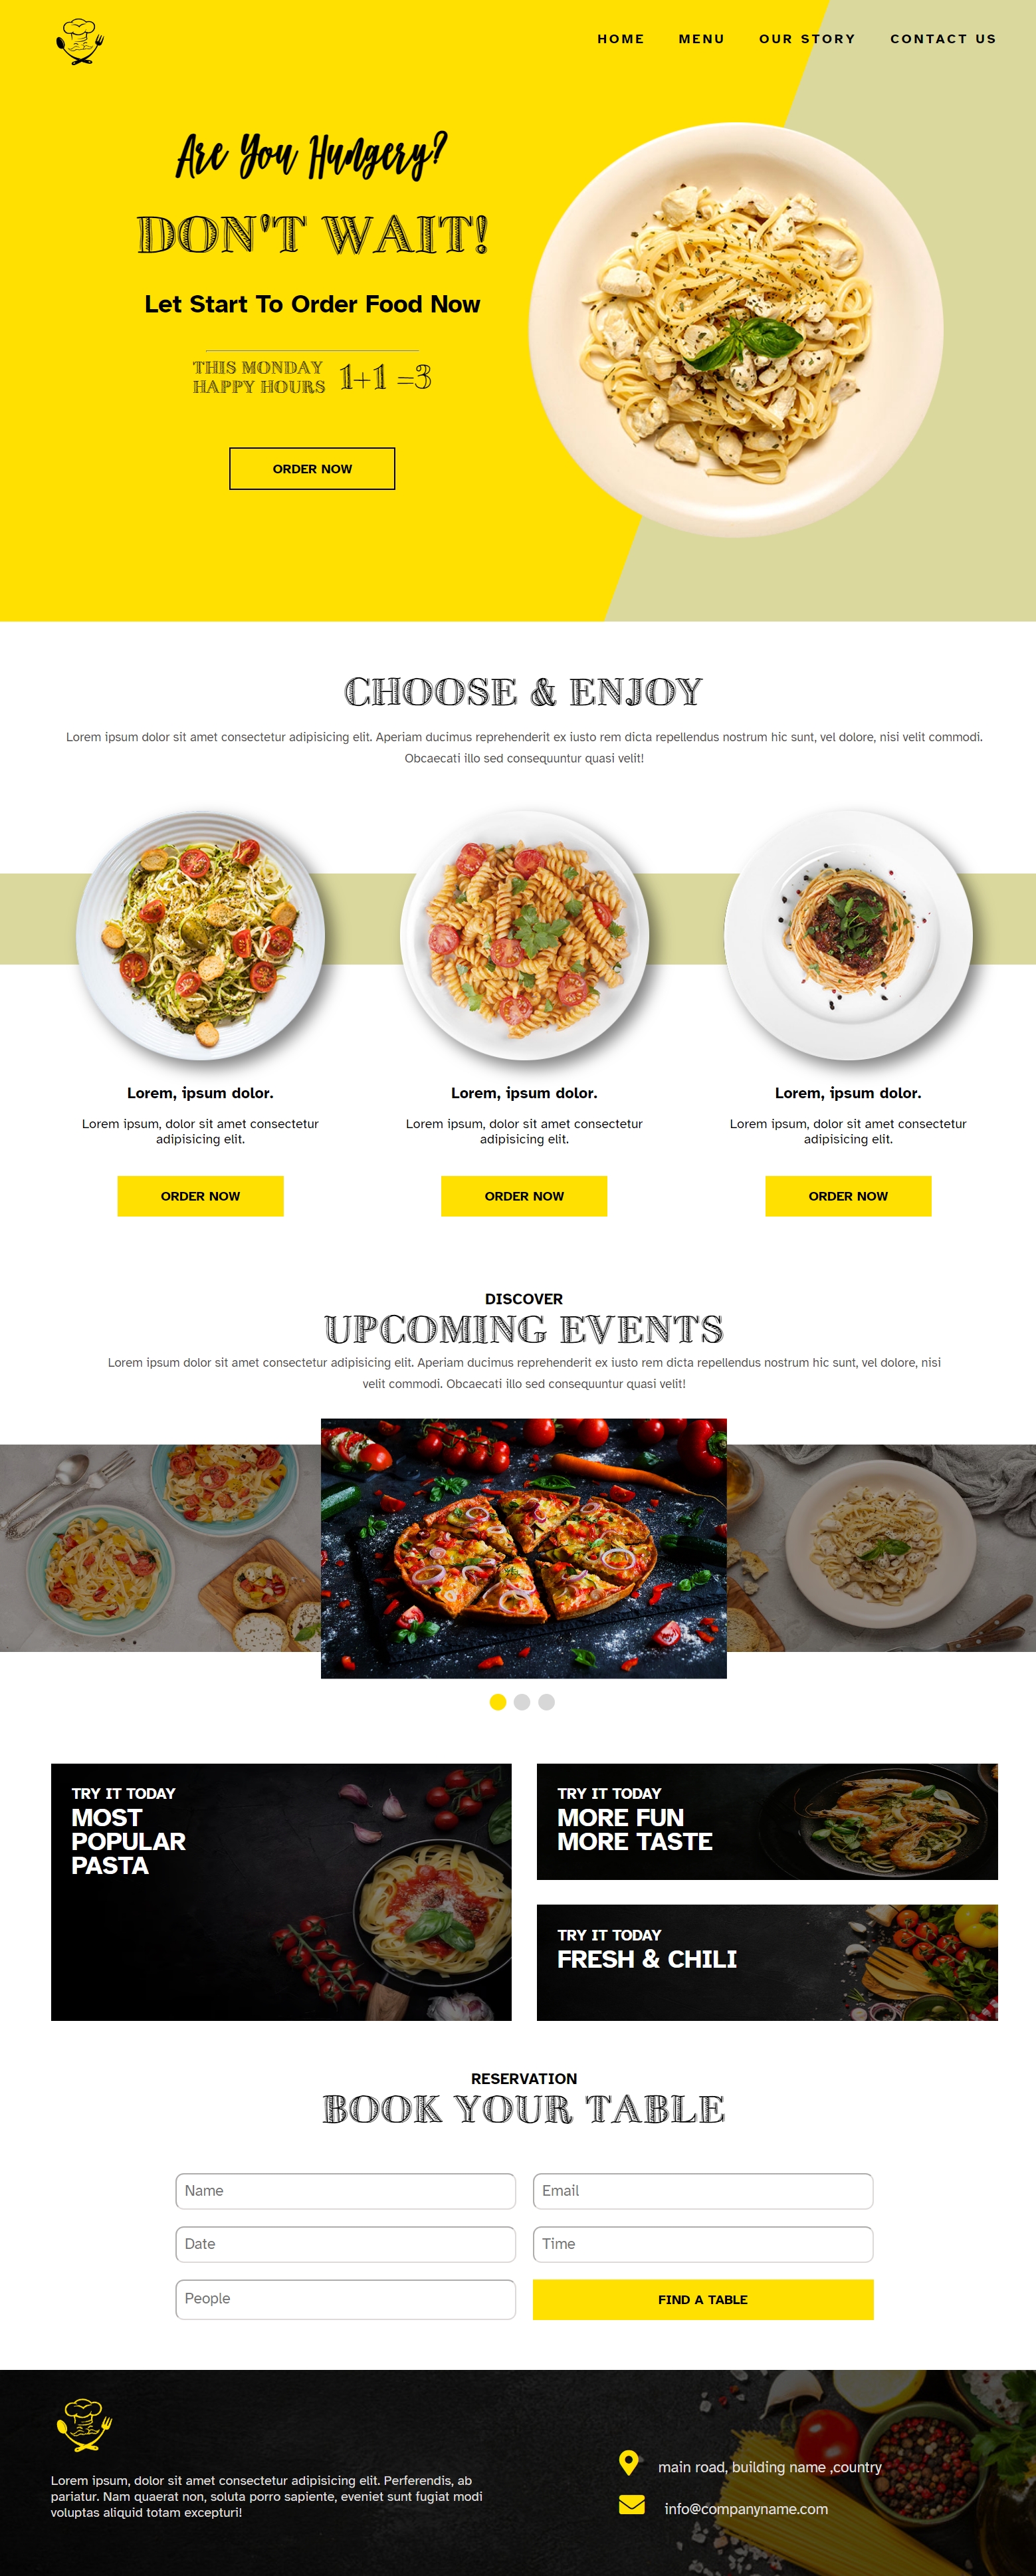 HOME MENU OUR STORY CONTACT US
Are You Hungery?
DON'T WAIT!
Let Start To Order Food Now
THIS MONDAY
HAPPY HOURS
1+1 =3
ORDER NOW
CHOOSE & ENJOY
Lorem ipsum dolor sit amet consectetur adipisicing elit. Aperiam ducimus reprehenderit ex iusto rem dicta repellendus nostrum hic sunt, vel dolore, nisi velit commodi.
Obcaecati illo sed consequuntur quasi velit!
Lorem, ipsum dolor.
Lorem ipsum, dolor sit amet consectetur
adipisicing elit.
ORDER NOW
Lorem, ipsum dolor.
Lorem ipsum, dolor sit amet consectetur
adipisicing elit.
ORDER NOW
Lorem, ipsum dolor.
Lorem ipsum, dolor sit amet consectetur
adipisicing elit.
ORDER NOW
DISCOVER
UPCOMING EVENTS
Lorem ipsum dolor sit amet consectetur adipisicing elit. Aperiam ducimus reprehenderit ex iusto rem dicta repellendus nostrum hic sunt, vel dolore, nisi
velit commodi. Obcaecati illo sed consequuntur quasi velit!
TRY IT TODAY
MOST
POPULAR
PASTA
TRY IT TODAY
MORE FUN
MORE TASTE
TRY IT TODAY
FRESH & CHILI
RESERVATION
BOOK YOUR TABLE
Name
Email
Date
Time
People
FIND A TABLE
Lorem ipsum, dolor sit amet consectetur adipisicing elit. Perferendis, ab
pariatur. Nam quaerat non, soluta porro sapiente, eveniet sunt fugiat modi
voluptas aliquid totam excepturi!
main road, building name ,country
info@companyname.com